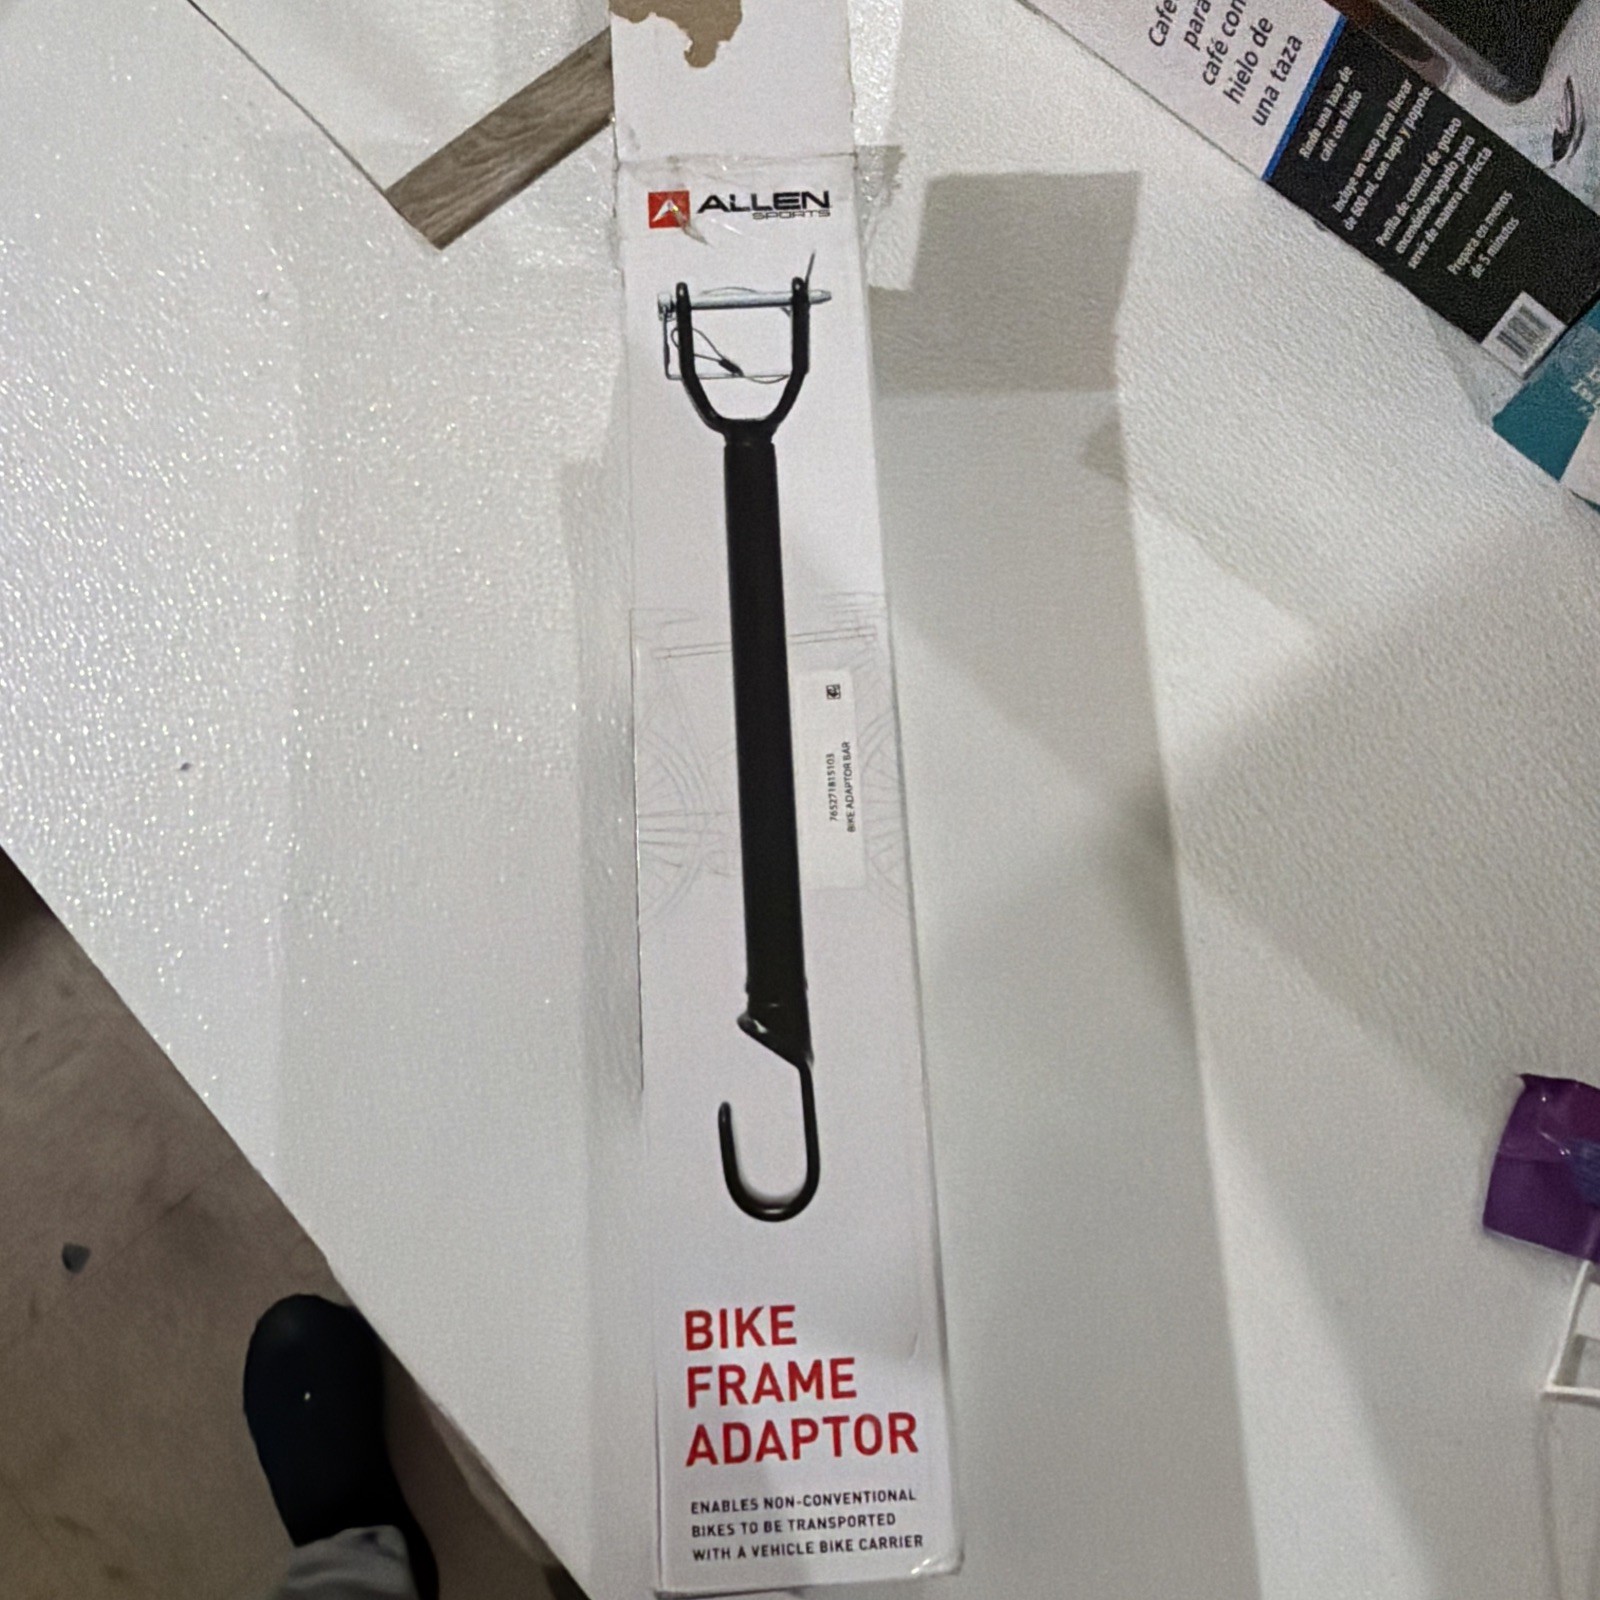 ALLEN
SPORTS
765271815103
BIKE ADAPTOR BAR
BIKE
FRAME
ADAPTOR
ENABLES NON-CONVENTIONAL
BIKES TO BE TRANSPORTED
WITH A VEHICLE BIKE CARRIER
para
café con
hielo de
una taza
Rinde una taza de
café con hielo
Incluye un vaso para llevar
de 600 ml, con tapa y popote
Perilla de control de goteo
encendido/apagado para
servir de manera perfecta
Prepara en menos
de 5 minutos